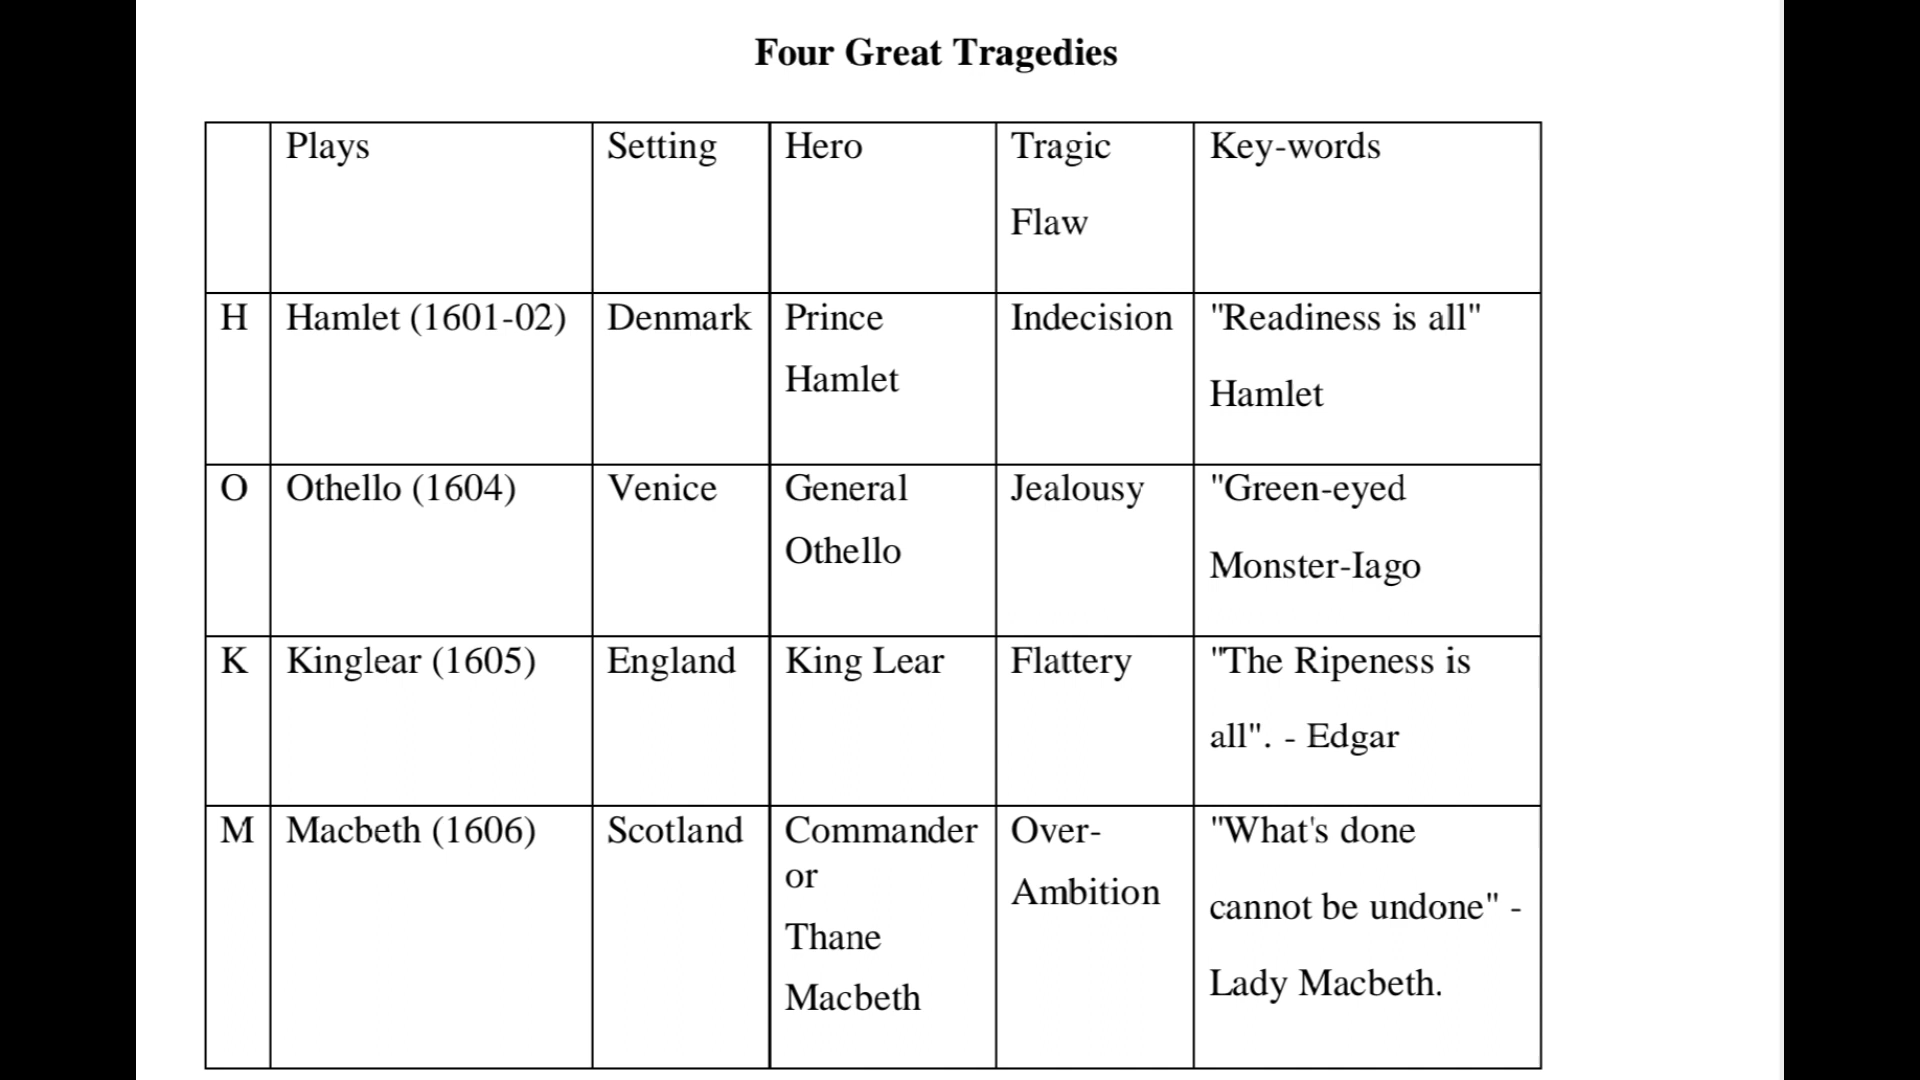 Four Great Tragedies
Plays Setting Hero Tragic Key-words
Flaw
H Hamlet (1601-02) Denmark Prince Indecision "Readiness is all"
Hamlet Hamlet
O Othello (1604) Venice General Jealousy "Green-eyed
Othello Monster-Iago
K Kinglear (1605) England King Lear Flattery "The Ripeness is
all". - Edgar
M Macbeth (1606) Scotland Commander Over- "What's done
or
Ambition cannot be undone" -
Thane
Macbeth Lady Macbeth.